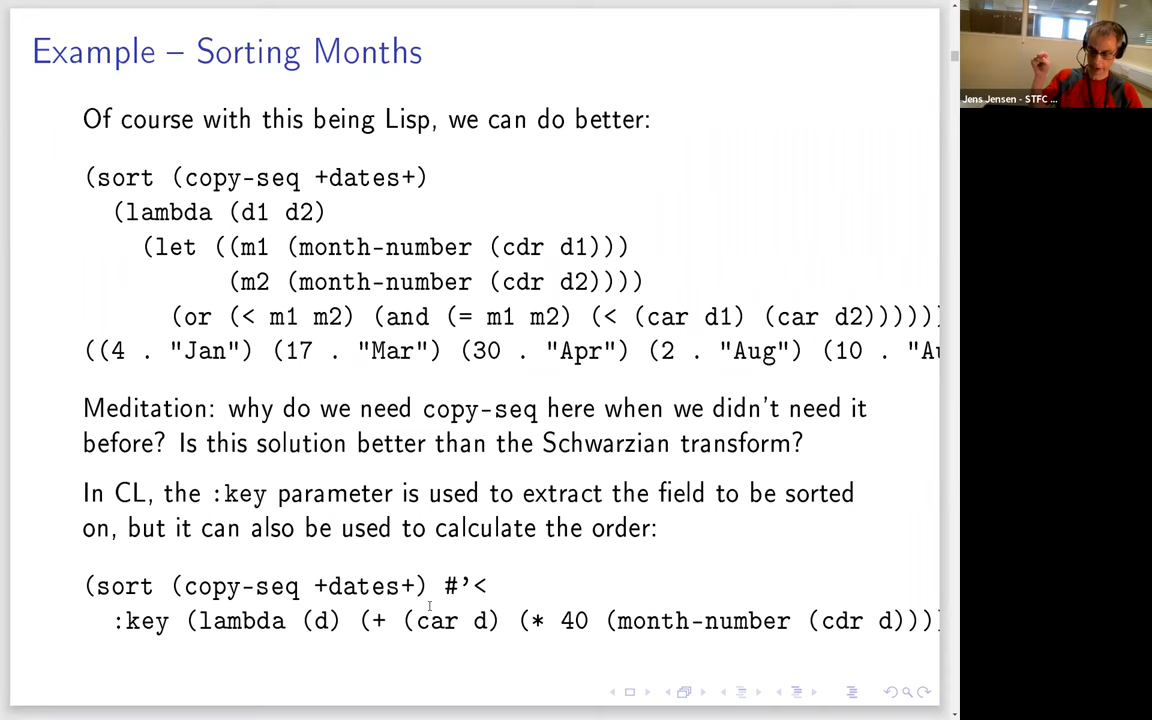 Example – Sorting Months
Of course with this being Lisp, we can do better:
(sort (copy-seq +dates+)
(lambda (d1 d2)
(let ((m1 (month-number (cdr d1)))
(m2 (month-number (cdr d2))))
(or (< m1 m2) (and (= m1 m2) (< (car d1) (car d2)))))
((4 . "Jan") (17 . "Mar") (30 . "Apr") (2 . "Aug") (10 . "Au
Meditation: why do we need copy-seq here when we didn't need it
before? Is this solution better than the Schwarzian transform?
In CL, the :key parameter is used to extract the field to be sorted
on, but it can also be used to calculate the order:
(sort (copy-seq +dates+) #'<
:key (lambda (d) (+ (car d) (* 40 (month-number (cdr d)))
Jens Jensen - STFC ...